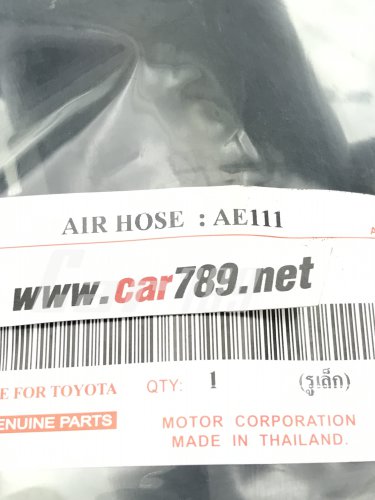 AIR HOSE : AE111
www.car789.net
E FOR TOYOTA QTY: 1 (รูเล็ก)
ENUINE PARTS MOTOR CORPORATION
MADE IN THAILAND.